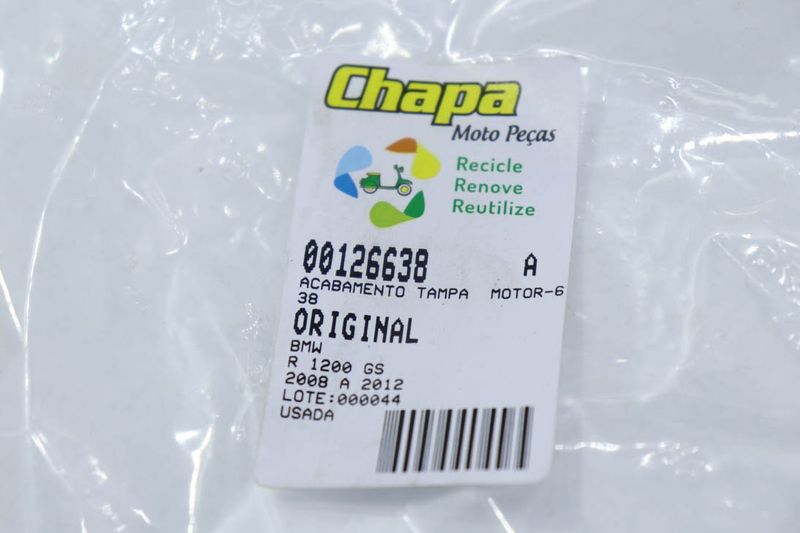 Chapa
Moto Peças
Recicle
Renove
Reutilize
00126638 A
ACABAMENTO TAMPA MOTOR-6
38
ORIGINAL
BMW
R 1200 GS
2008 A 2012
LOTE:000044
USADA